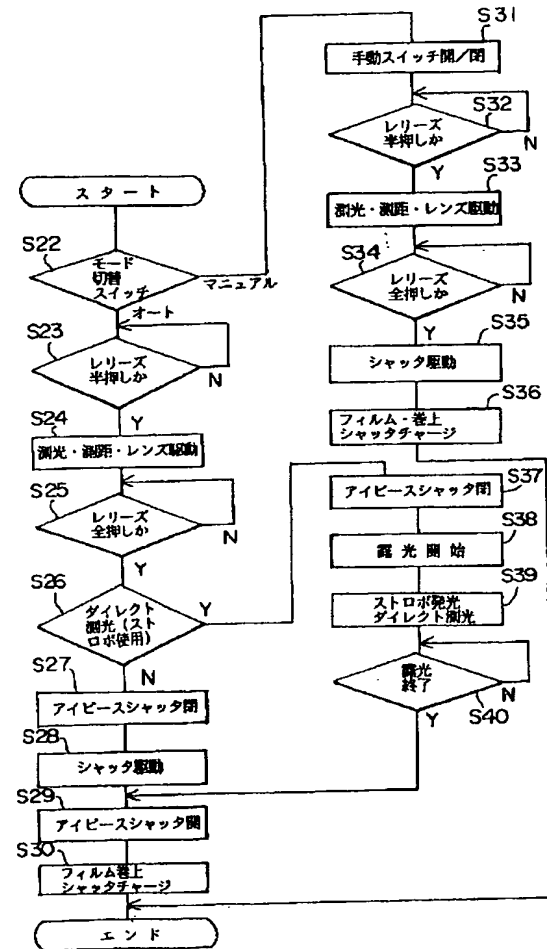 スタート
S22
モード
切替
スイッチ
マニュアル
オート
S23
レリーズ
半押しか
N
Y
S24
測光・測距・レンズ駆動
S25
レリーズ
全押しか
N
Y
S26
ダイレクト
測光(スト
ロボ使用)
Y
N
S27
アイピースシャッタ閉
S28
シャッタ駆動
S29
アイピースシャッタ開
S30
フィルム巻上
シャッタチャージ
エンド
S31
手動スイッチ開/閉
S32
レリーズ
半押しか
N
Y
S33
測光・測距・レンズ駆動
S34
レリーズ
全押しか
N
Y
S35
シャッタ駆動
S36
フィルム・巻上
シャッタチャージ
S37
アイピースシャッタ閉
S38
露光開始
S39
ストロボ発光
ダイレクト測光
露光
終了
N
S40
Y